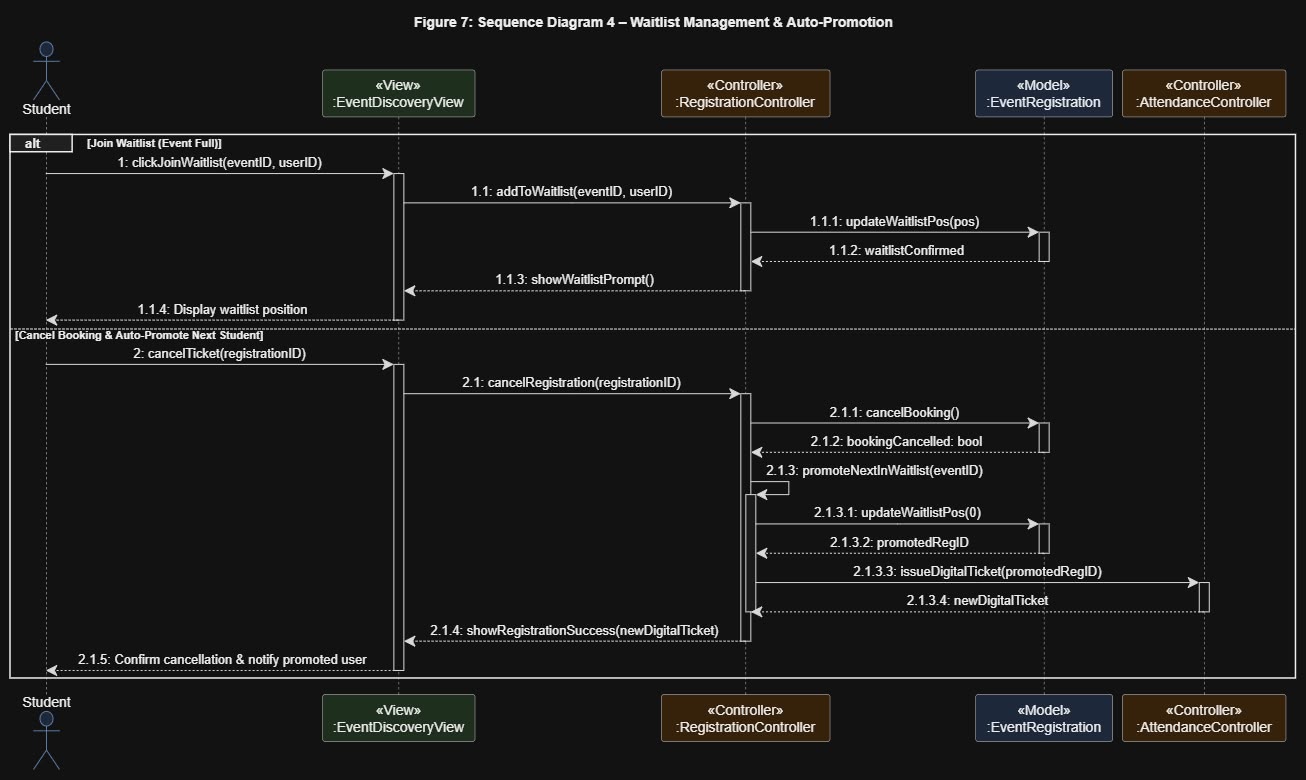 Figure 7: Sequence Diagram 4 – Waitlist Management & Auto-Promotion
Student
«View»
:EventDiscoveryView
«Controller»
:RegistrationController
«Model»
:EventRegistration
«Controller»
:AttendanceController
alt
[Join Waitlist (Event Full)]
1: clickJoinWaitlist(eventID, userID)
1.1: addToWaitlist(eventID, userID)
1.1.1: updateWaitlistPos(pos)
1.1.2: waitlistConfirmed
1.1.3: showWaitlistPrompt()
1.1.4: Display waitlist position
[Cancel Booking & Auto-Promote Next Student]
2: cancelTicket(registrationID)
2.1: cancelRegistration(registrationID)
2.1.1: cancelBooking()
2.1.2: bookingCancelled: bool
2.1.3: promoteNextInWaitlist(eventID)
2.1.3.1: updateWaitlistPos(0)
2.1.3.2: promotedRegID
2.1.3.3: issueDigitalTicket(promotedRegID)
2.1.3.4: newDigitalTicket
2.1.4: showRegistrationSuccess(newDigitalTicket)
2.1.5: Confirm cancellation & notify promoted user
Student
«View»
:EventDiscoveryView
«Controller»
:RegistrationController
«Model»
:EventRegistration
«Controller»
:AttendanceController